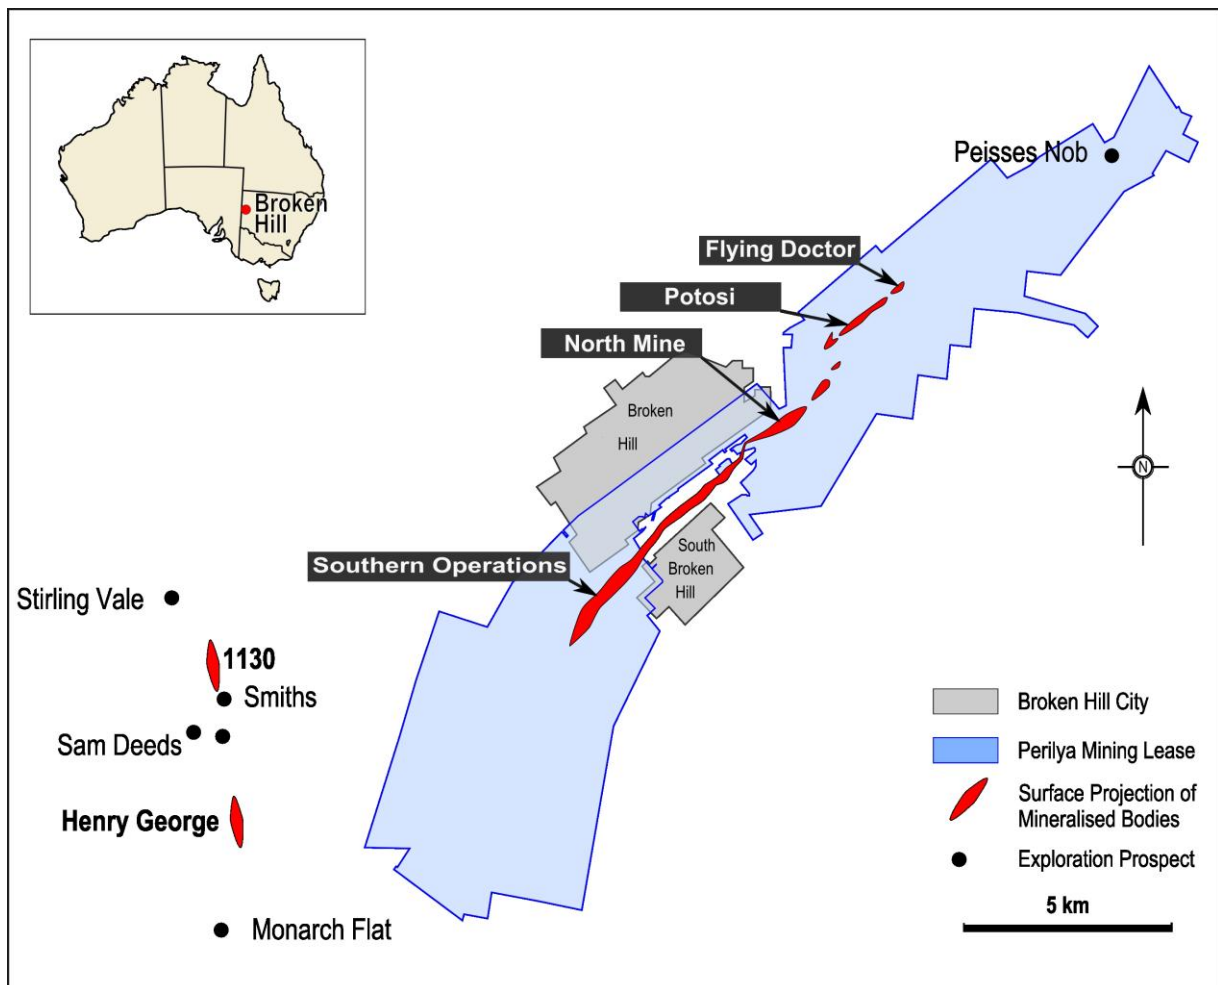 Broken
Hill
Peisses Nob
Flying Doctor
Potosi
North Mine
Broken
Hill
N
Southern Operations
South
Broken
Hill
Stirling Vale
1130
Smiths
Sam Deeds
Henry George
Monarch Flat
Broken Hill City
Perilya Mining Lease
Surface Projection of
Mineralised Bodies
Exploration Prospect
5 km